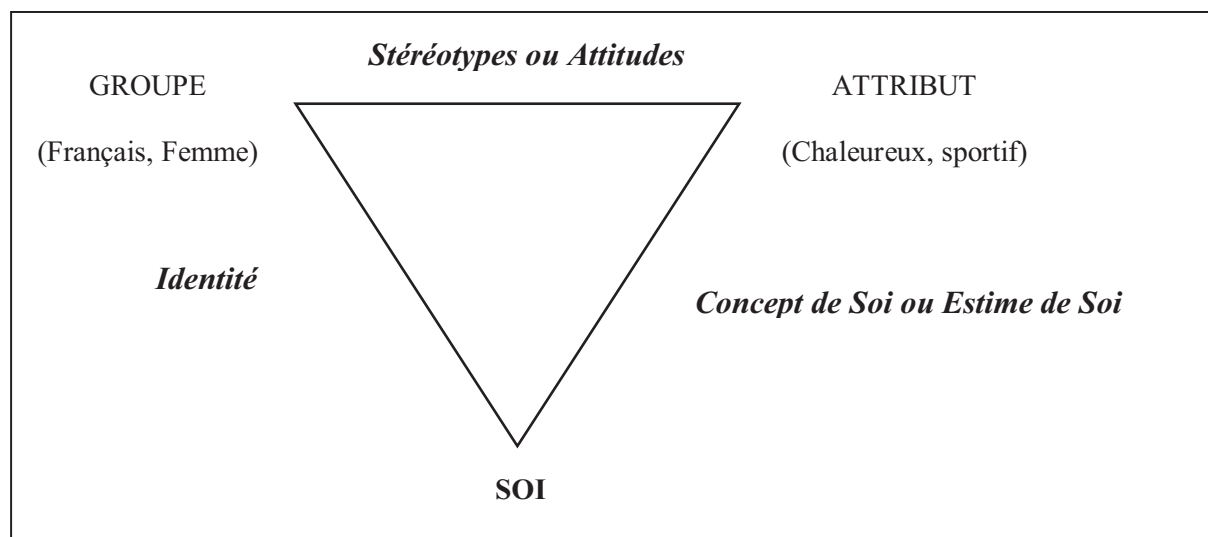 Stéréotypes ou Attitudes
GROUPE
ATTRIBUT
(Français, Femme)
(Chaleureux, sportif)
Identité
Concept de Soi ou Estime de Soi
SOI